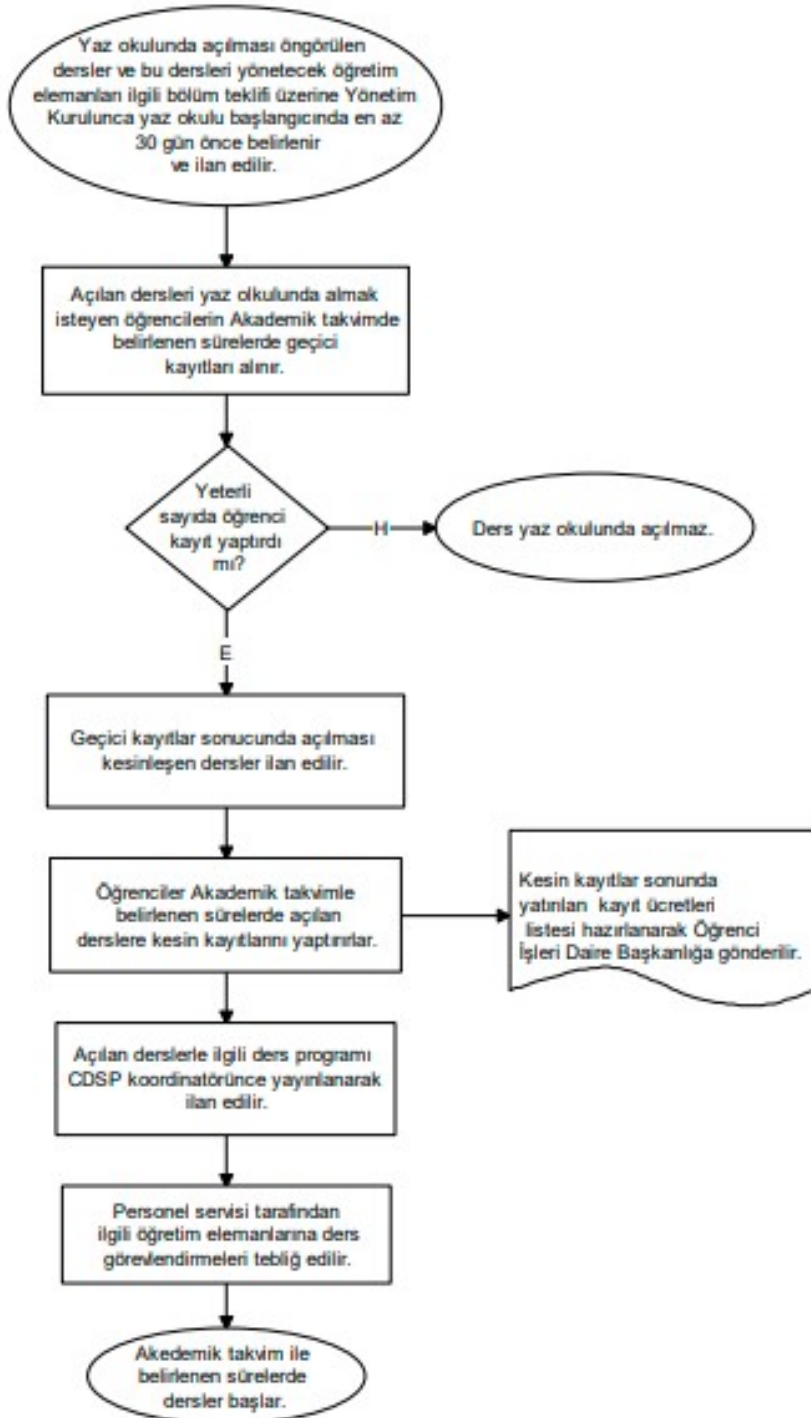 Yaz okulunda açılması öngörülen
dersler ve bu dersleri yönetecek öğretim
elemanları ilgili bölüm teklifi üzerine Yönetim
Kurulunca yaz okulu başlangıcında en az
30 gün önce belirlenir
ve ilan edilir.
Açılan dersleri yaz olkulunda almak
isteyen öğrencilerin Akademik takvimde
belirlenen sürelerde geçici
kayıtları alınır.
Yeterli
sayıda öğrenci
kayıt yaptırdı
mı?
H
Ders yaz okulunda açılmaz.
E
Geçici kayıtlar sonucunda açılması
kesinleşen dersler ilan edilir.
Öğrenciler Akademik takvimle
belirlenen sürelerde açılan
derslere kesin kayıtlarını yaptırırlar.
Kesin kayıtlar sonunda
yatırılan kayıt ücretleri
listesi hazırlanarak Öğrenci
İşleri Daire Başkanlığa gönderilir.
Açılan derslerle ilgili ders programı
CDSP koordinatörünce yayınlanarak
ilan edilir.
Personel servisi tarafından
ilgili öğretim elemanlarına ders
görevlendirmeleri tebliğ edilir.
Akedemik takvim ile
belirlenen sürelerde
dersler başlar.